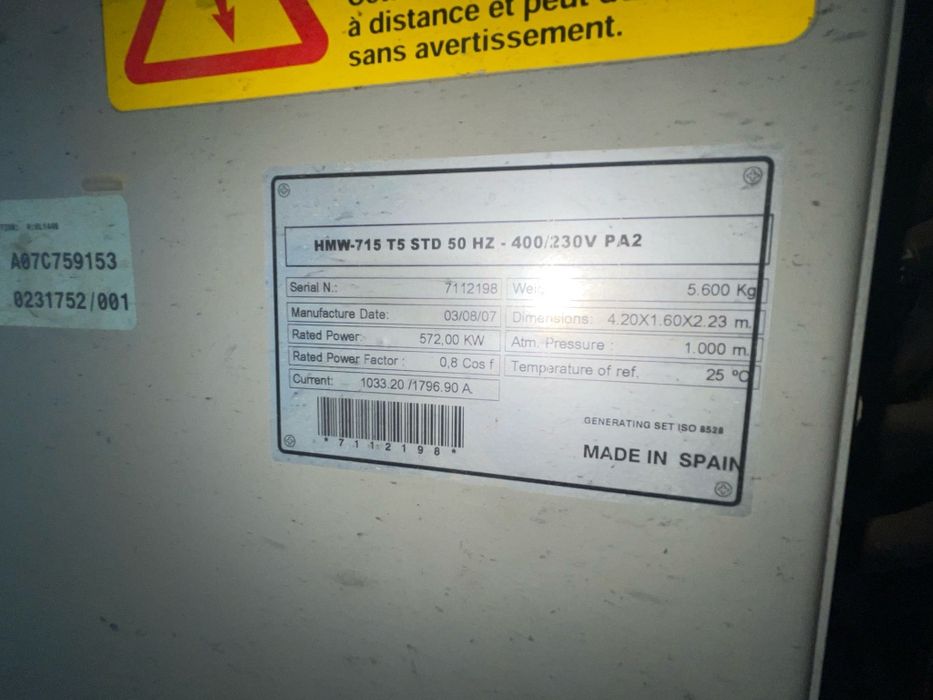 à distance et peut
sans avertissement.
A07C759153
0231752/001
HMW-715 T5 STD 50 HZ - 400/230V PA2
Serial N.: 7112198
Manufacture Date: 03/08/07
Rated Power: 572,00 KW
Rated Power Factor : 0,8 Cos f
Current: 1033.20 /1796.90 A.
*7112198*
5.600 Kg
Dimensions: 4.20X1.60X2.23 m.
Atm. Pressure : 1.000 m.
Temperature of ref. 25 ºC
GENERATING SET ISO 8528
MADE IN SPAIN